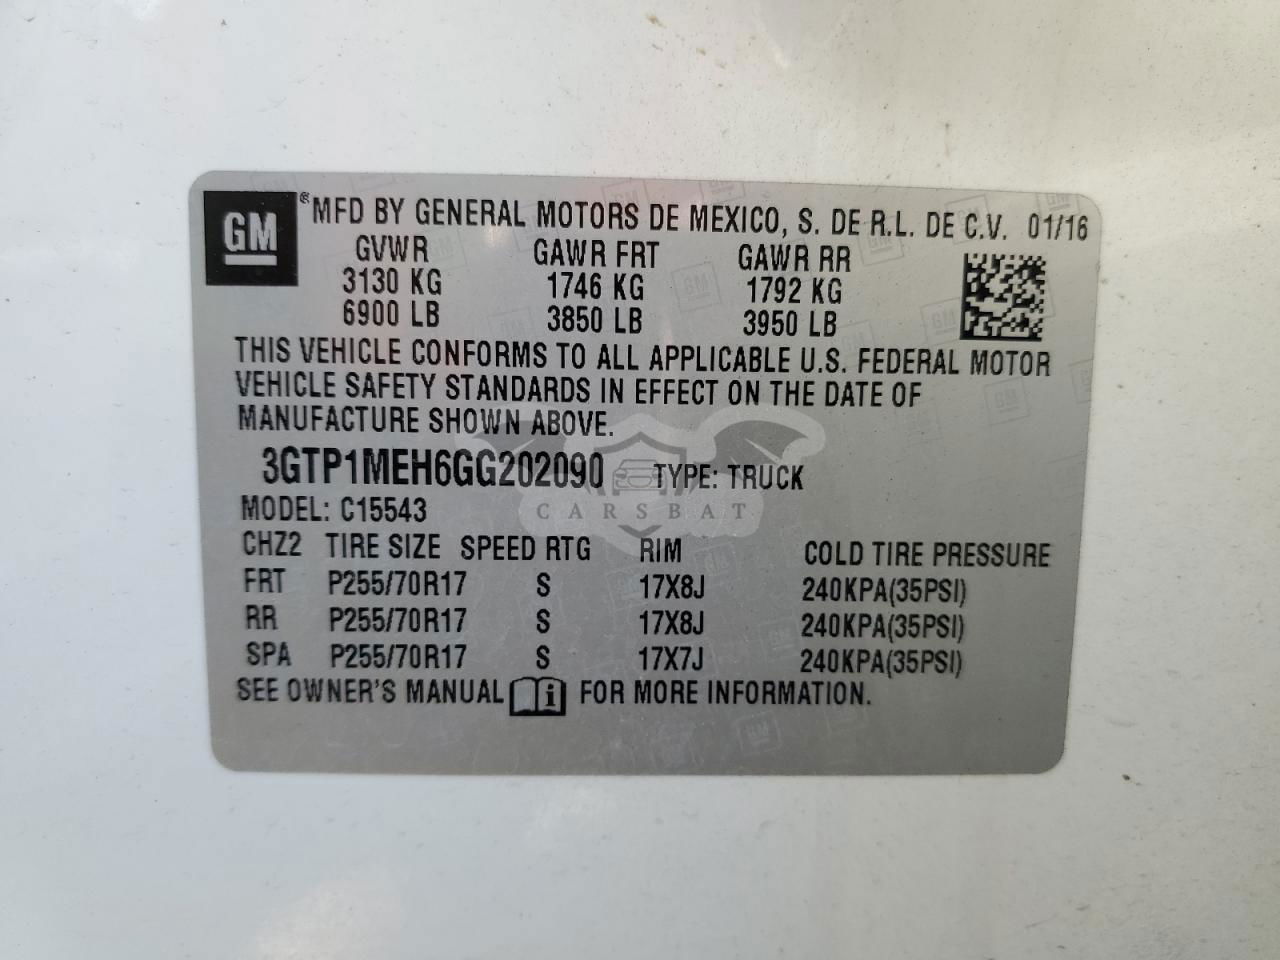 GM ® MFD BY GENERAL MOTORS DE MEXICO, S. DE R.L. DE C.V. 01/16
GVWR GAWR FRT GAWR RR
3130 KG 1746 KG 1792 KG
6900 LB 3850 LB 3950 LB
THIS VEHICLE CONFORMS TO ALL APPLICABLE U.S. FEDERAL MOTOR
VEHICLE SAFETY STANDARDS IN EFFECT ON THE DATE OF
MANUFACTURE SHOWN ABOVE.
3GTP1MEH6GG202090 TYPE: TRUCK
MODEL: C15543
CARSBAT
CHZ2 TIRE SIZE SPEED RTG RIM COLD TIRE PRESSURE
FRT P255/70R17 S 17X8J 240KPA(35PSI)
RR P255/70R17 S 17X8J 240KPA(35PSI)
SPA P255/70R17 S 17X7J 240KPA(35PSI)
SEE OWNER'S MANUAL i FOR MORE INFORMATION.